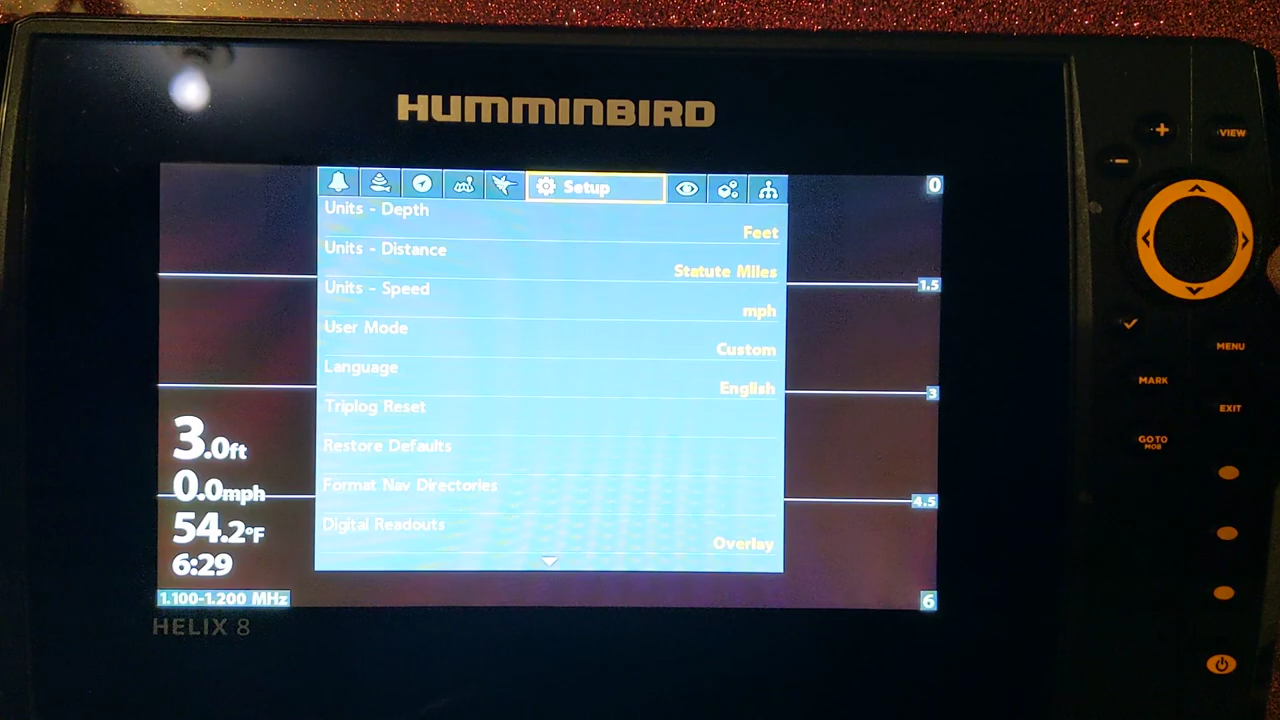 HUMMINBIRD
VIEW
Setup
0
Units - Depth
Feet
Units - Distance
Statute Miles
1.5
Units - Speed
mph
User Mode
Custom
MENU
Language
English
3
MARK
Triplog Reset
EXIT
3.0ft
Restore Defaults
GO TO
MOB
0.0mph
Format Nav Directories
4.5
54.2°F
Digital Readouts
Overlay
6:29
1.100-1.200 MHz
6
HELIX 8